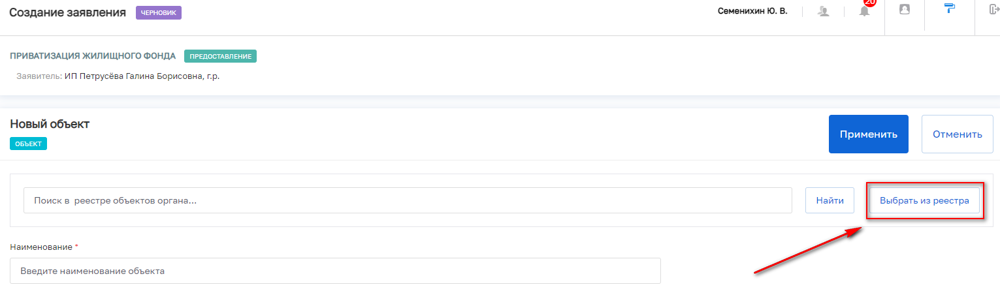 Создание заявления ЧЕРНОВИК Семенихин Ю. В. 20
ПРИВАТИЗАЦИЯ ЖИЛИЩНОГО ФОНДА ПРЕДОСТАВЛЕНИЕ
Заявитель: ИП Петрусёва Галина Борисовна, г.р.
Новый объект
ОБЪЕКТ
Применить Отменить
Поиск в реестре объектов органа... Найти Выбрать из реестра
Наименование *
Введите наименование объекта